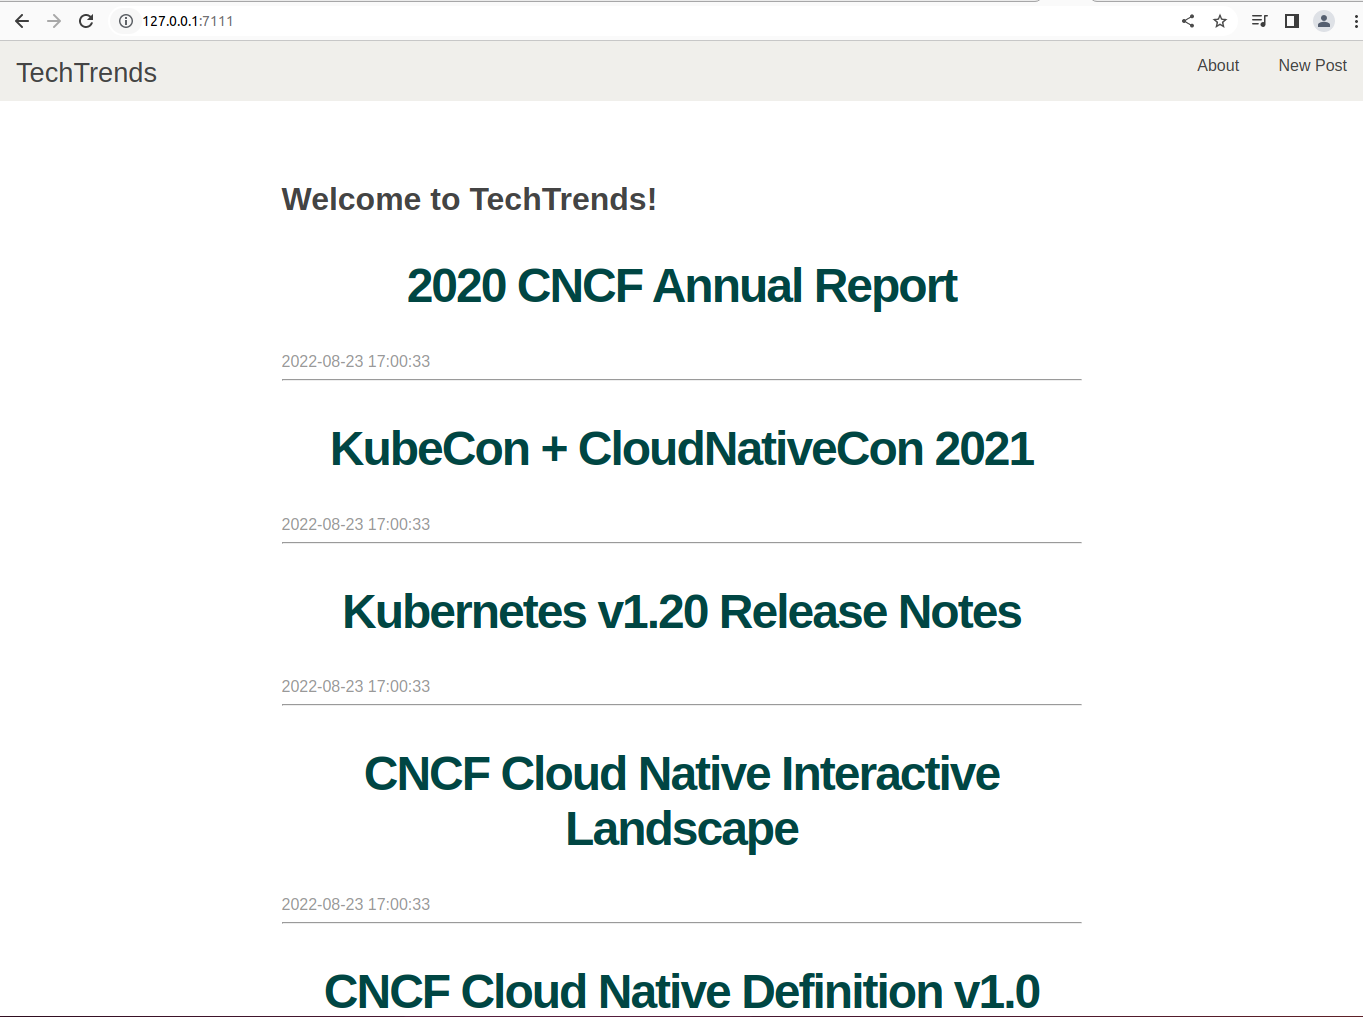 127.0.0.1:7111
TechTrends
About
New Post
Welcome to TechTrends!
2020 CNCF Annual Report
2022-08-23 17:00:33
KubeCon + CloudNativeCon 2021
2022-08-23 17:00:33
Kubernetes v1.20 Release Notes
2022-08-23 17:00:33
CNCF Cloud Native Interactive
Landscape
2022-08-23 17:00:33
CNCF Cloud Native Definition v1.0